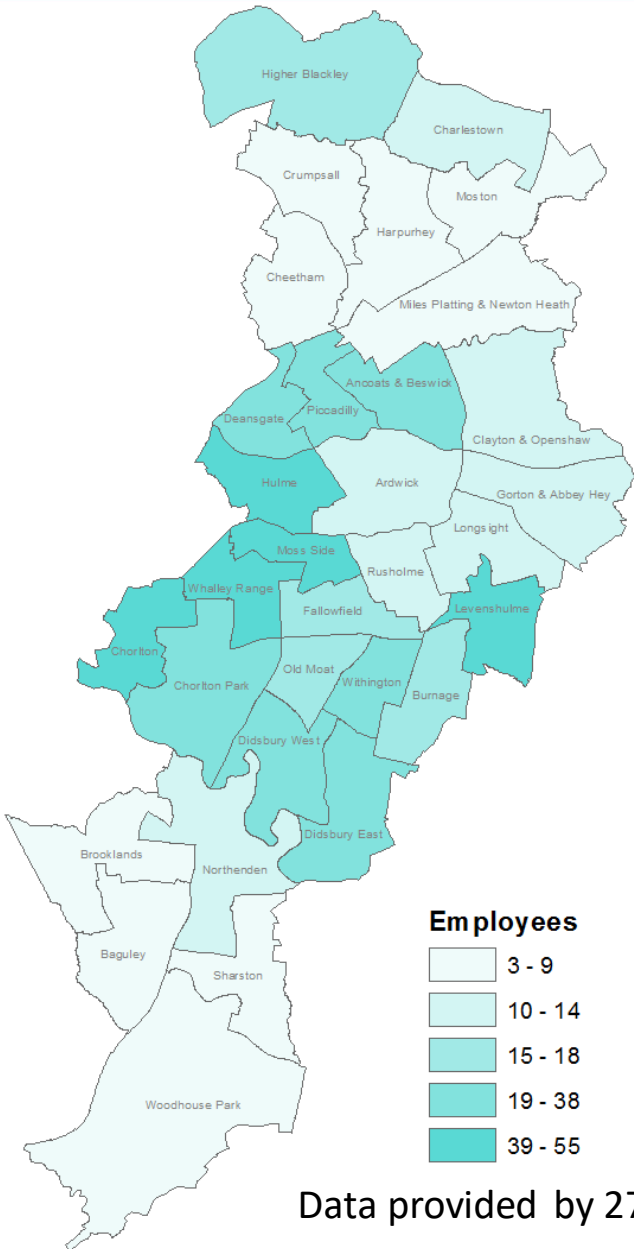 Higher Blackley
Charlestown
Crumpsall
Moston
Harpurhey
Cheetham
Miles Platting & Newton Heath
Ancoats & Beswick
Piccadilly
Deansgate
Clayton & Openshaw
Hulme
Ardwick
Gorton & Abbey Hey
Longsight
Moss Side
Rusholme
Whalley Range
Fallowfield
Levenshulme
Chorlton
Old Moat
Withington
Chorlton Park
Burnage
Didsbury West
Didsbury East
Brooklands
Northenden
Baguley
Sharston
Woodhouse Park
Employees
3 - 9
10 - 14
15 - 18
19 - 38
39 - 55
Data provided by 27